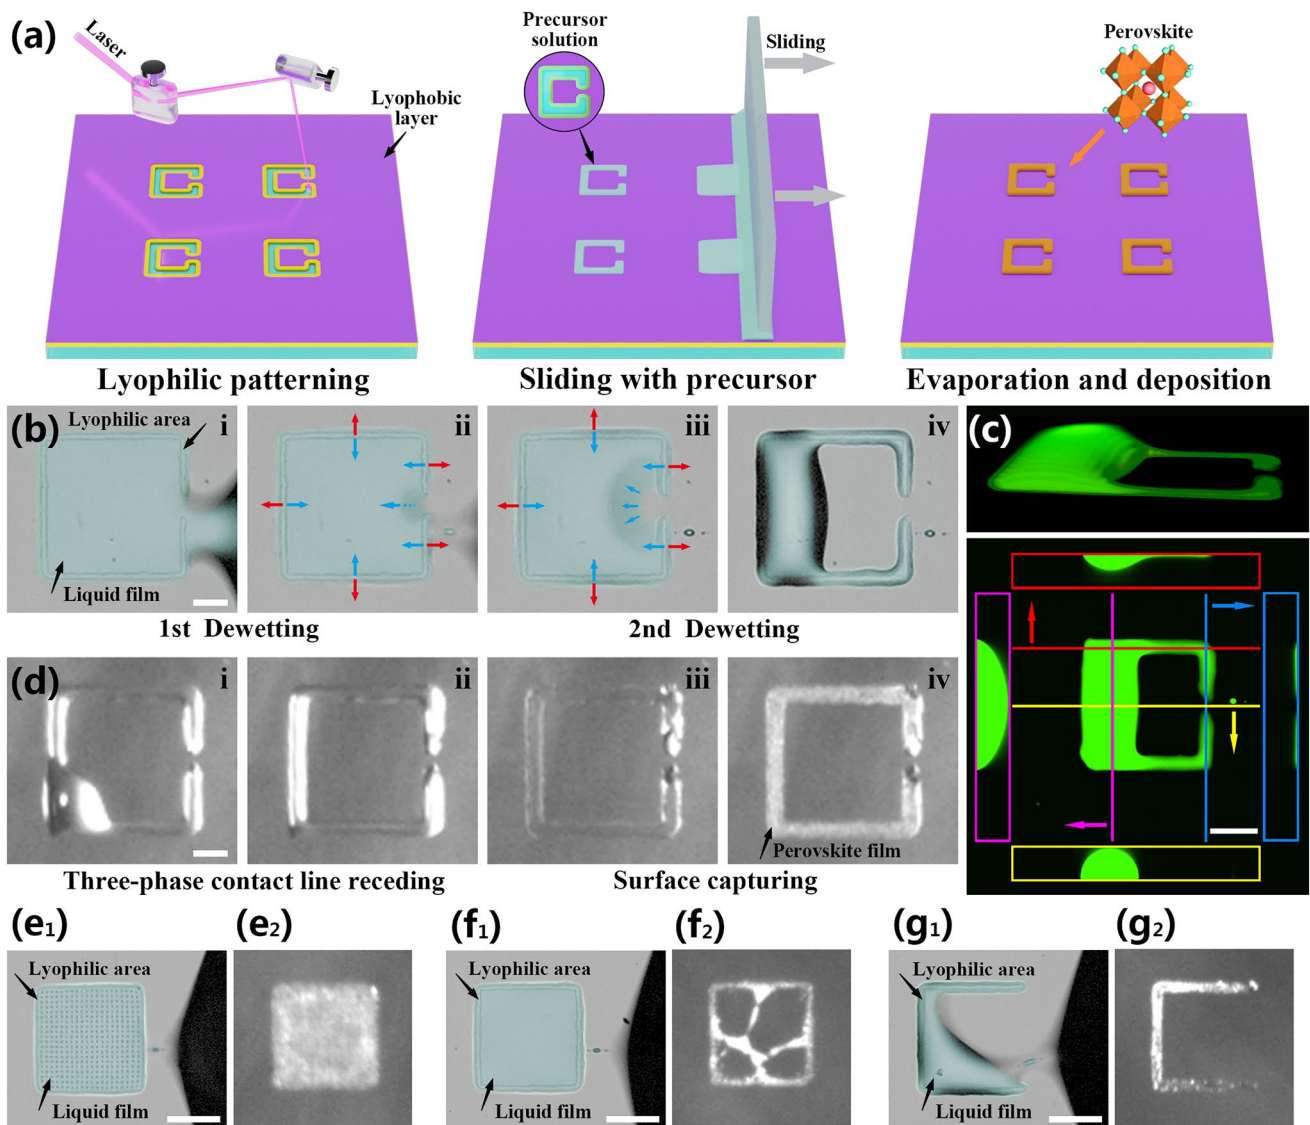 (a)
Laser
Lyophobic
layer
Precursor
solution
Sliding
Perovskite
Lyophilic patterning
Sliding with precursor
Evaporation and deposition
(b)
Lyophilic area
i
Liquid film
ii
iii
iv
1st Dewetting
2nd Dewetting
(c)
(d)
i
ii
iii
iv
Perovskite film
Three-phase contact line receding
Surface capturing
(e1)
Lyophilic area
Liquid film
(e2)
(f1)
Lyophilic area
Liquid film
(f2)
(g1)
Lyophilic area
Liquid film
(g2)